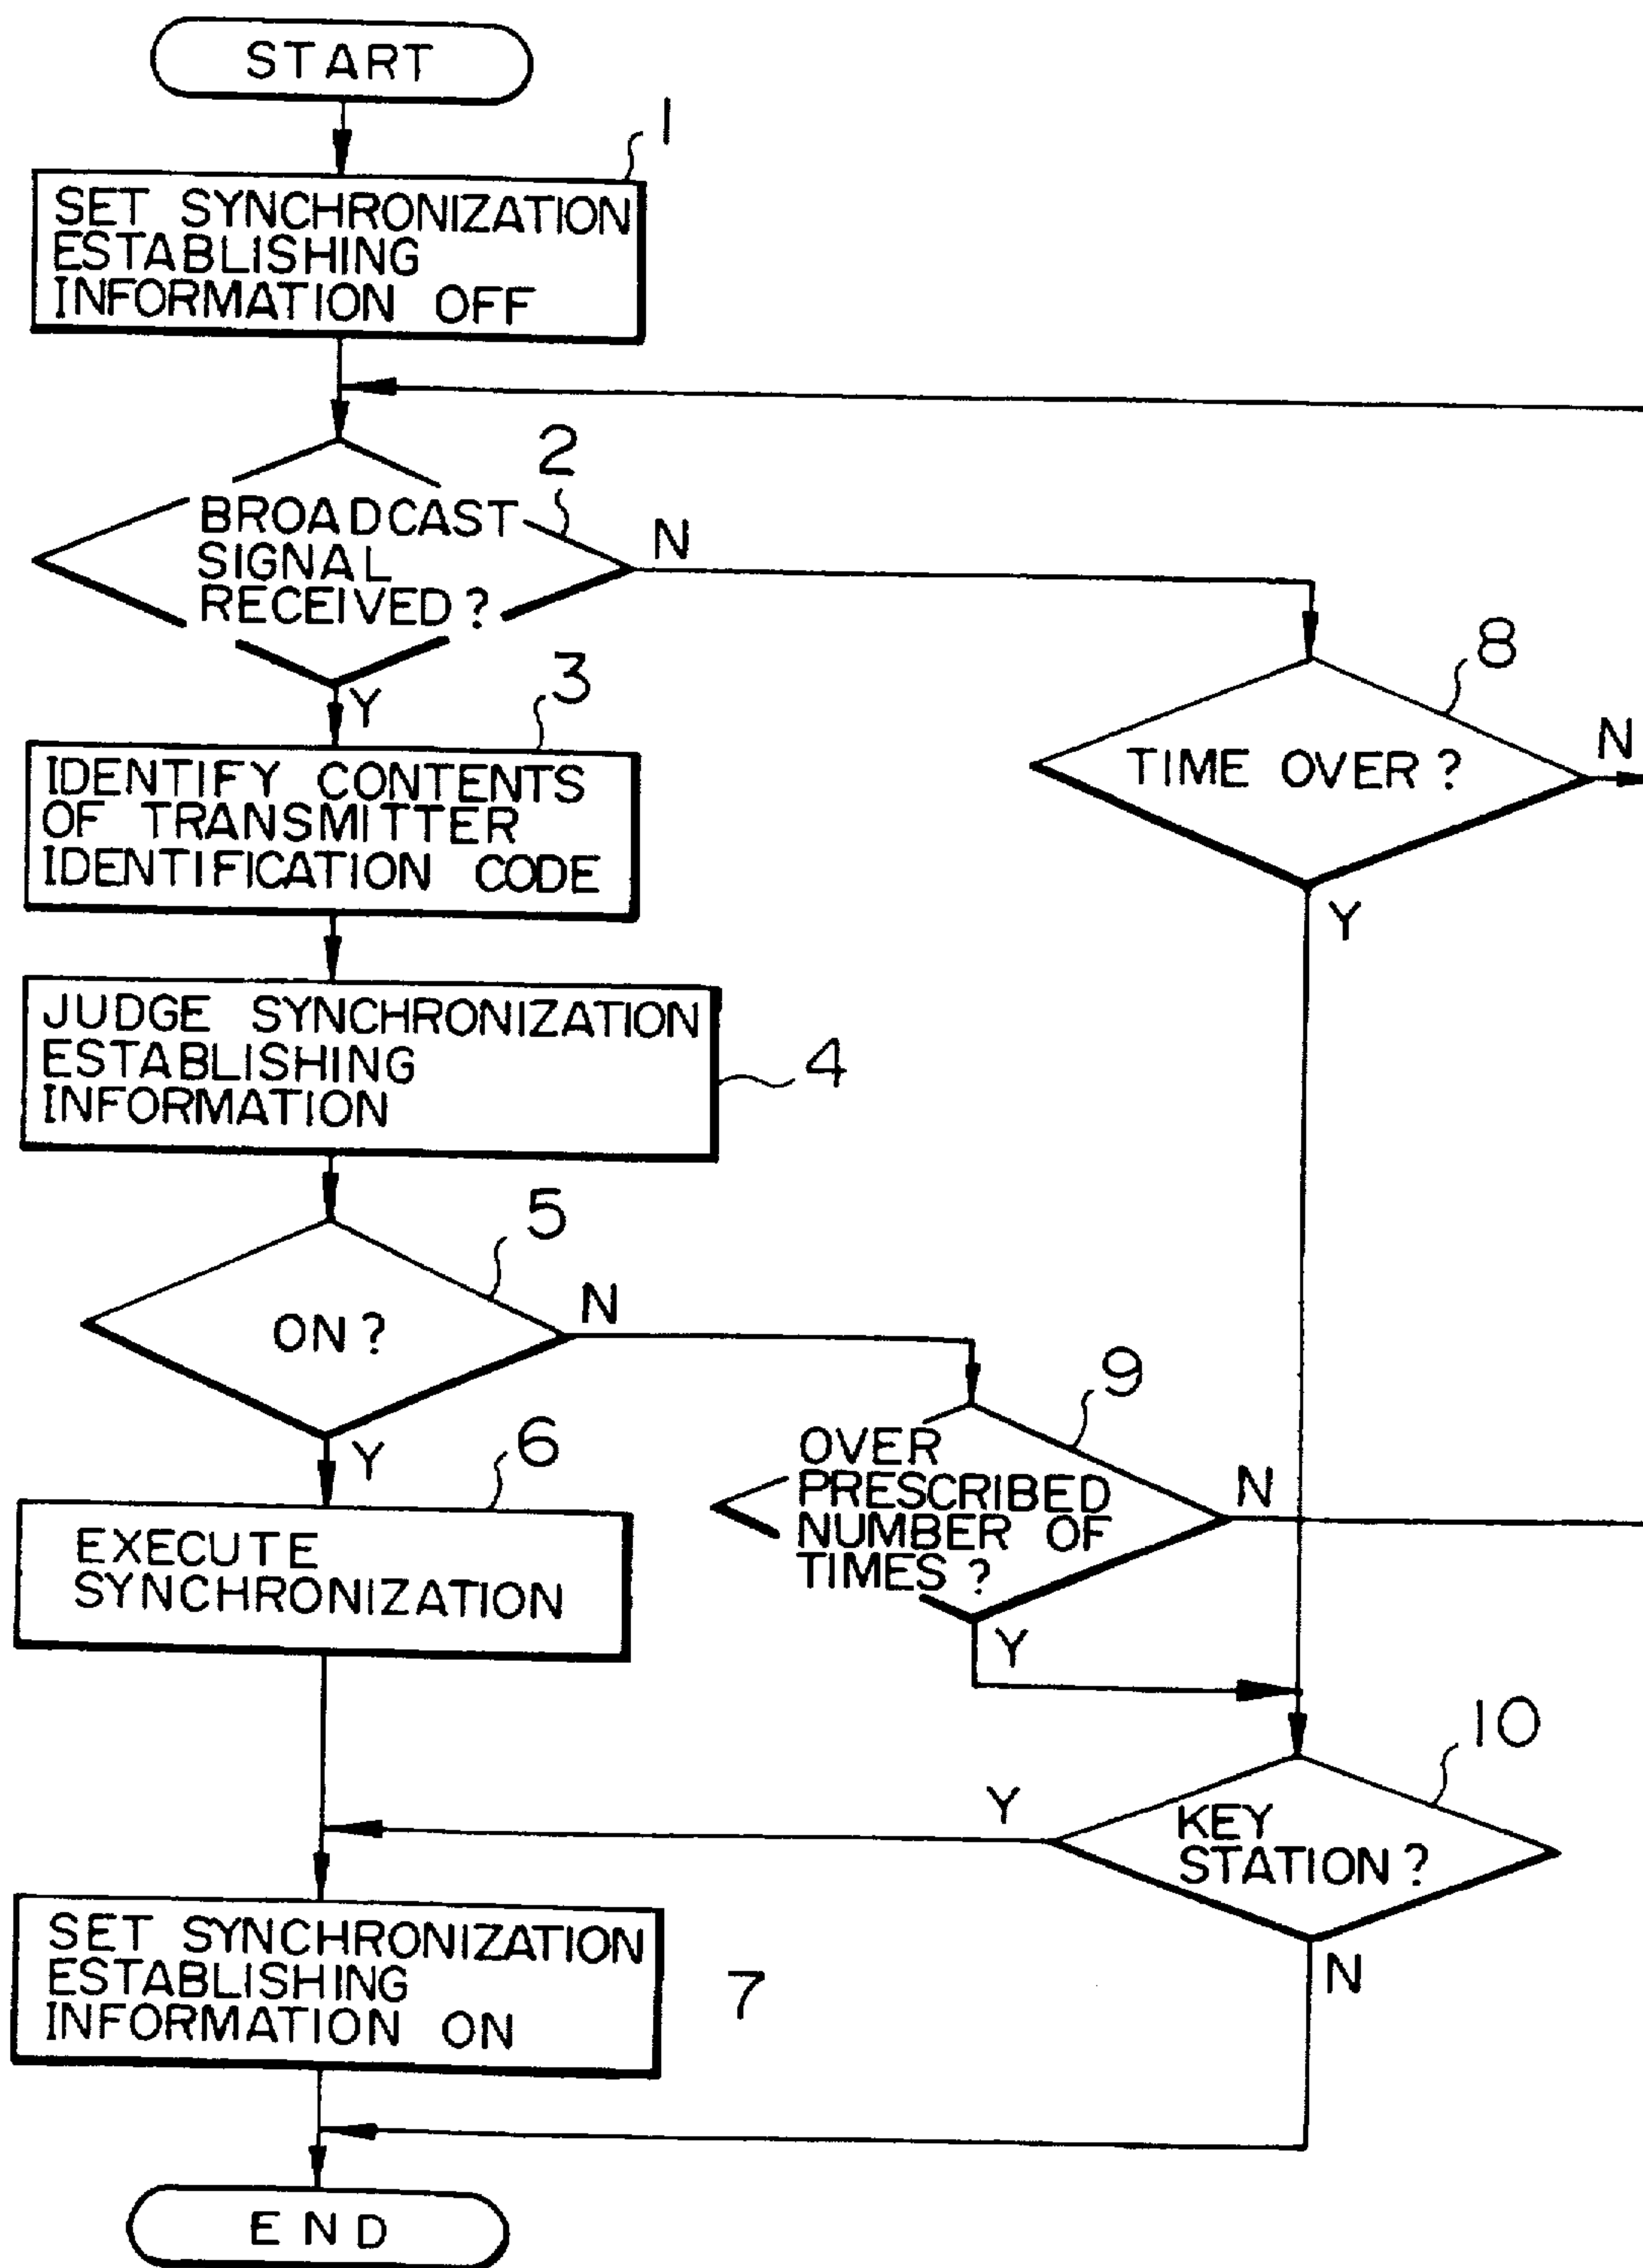 START
1
SET SYNCHRONIZATION
ESTABLISHING
INFORMATION OFF
2
BROADCAST
SIGNAL
RECEIVED?
N
Y
8
TIME OVER?
N
Y
3
IDENTIFY CONTENTS
OF TRANSMITTER
IDENTIFICATION CODE
JUDGE SYNCHRONIZATION
ESTABLISHING
INFORMATION
4
5
ON?
N
Y
9
OVER
PRESCRIBED
NUMBER OF
TIMES?
N
Y
6
EXECUTE
SYNCHRONIZATION
10
KEY
STATION?
Y
N
SET SYNCHRONIZATION
ESTABLISHING
INFORMATION ON
7
END